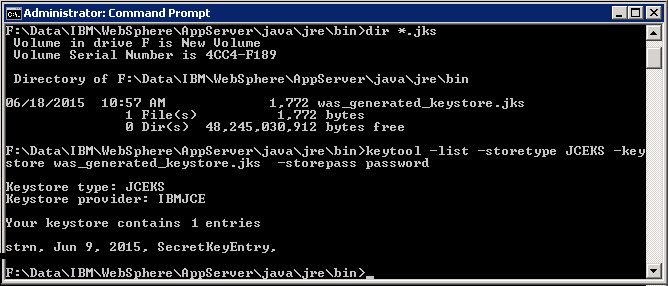 Administrator: Command Prompt
F:\Data\IBM\WebSphere\AppServer\java\jre\bin>dir *.jks
Volume in drive F is New Volume
Volume Serial Number is 4CC4-F189
Directory of F:\Data\IBM\WebSphere\AppServer\java\jre\bin
06/18/2015  10:57 AM             1,772 was_generated_keystore.jks
1 File(s)          1,772 bytes
0 Dir(s)  48,245,030,912 bytes free
F:\Data\IBM\WebSphere\AppServer\java\jre\bin>keytool -list -storetype JCEKS -key
store was_generated_keystore.jks  -storepass password
Keystore type: JCEKS
Keystore provider: IBMJCE
Your keystore contains 1 entries
strn, Jun 9, 2015, SecretKeyEntry,
F:\Data\IBM\WebSphere\AppServer\java\jre\bin>_